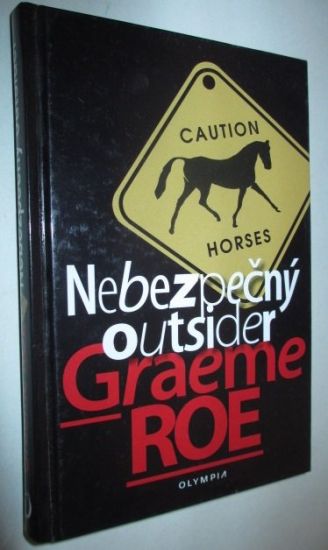 CAUTION
HORSES
Nebezpečný
outsider
Graeme
ROE
OLYMPIA